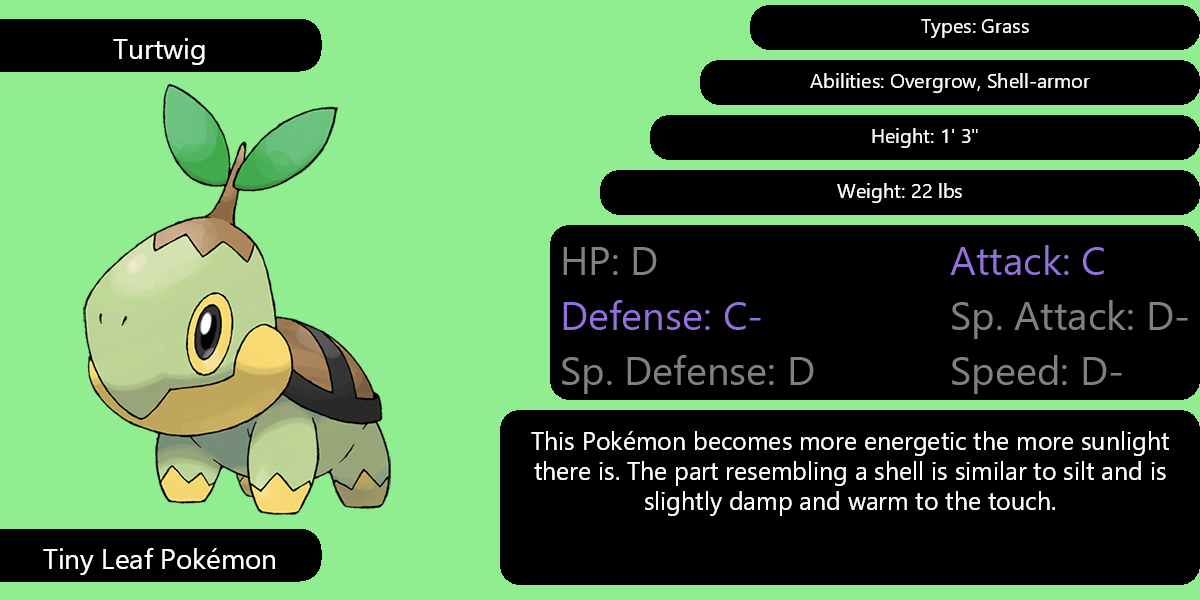 Turtwig
Types: Grass
Abilities: Overgrow, Shell-armor
Height: 1' 3"
Weight: 22 lbs
HP: D
Attack: C
Defense: C-
Sp. Attack: D-
Sp. Defense: D
Speed: D-
This Pokémon becomes more energetic the more sunlight
there is. The part resembling a shell is similar to silt and is
slightly damp and warm to the touch.
Tiny Leaf Pokémon